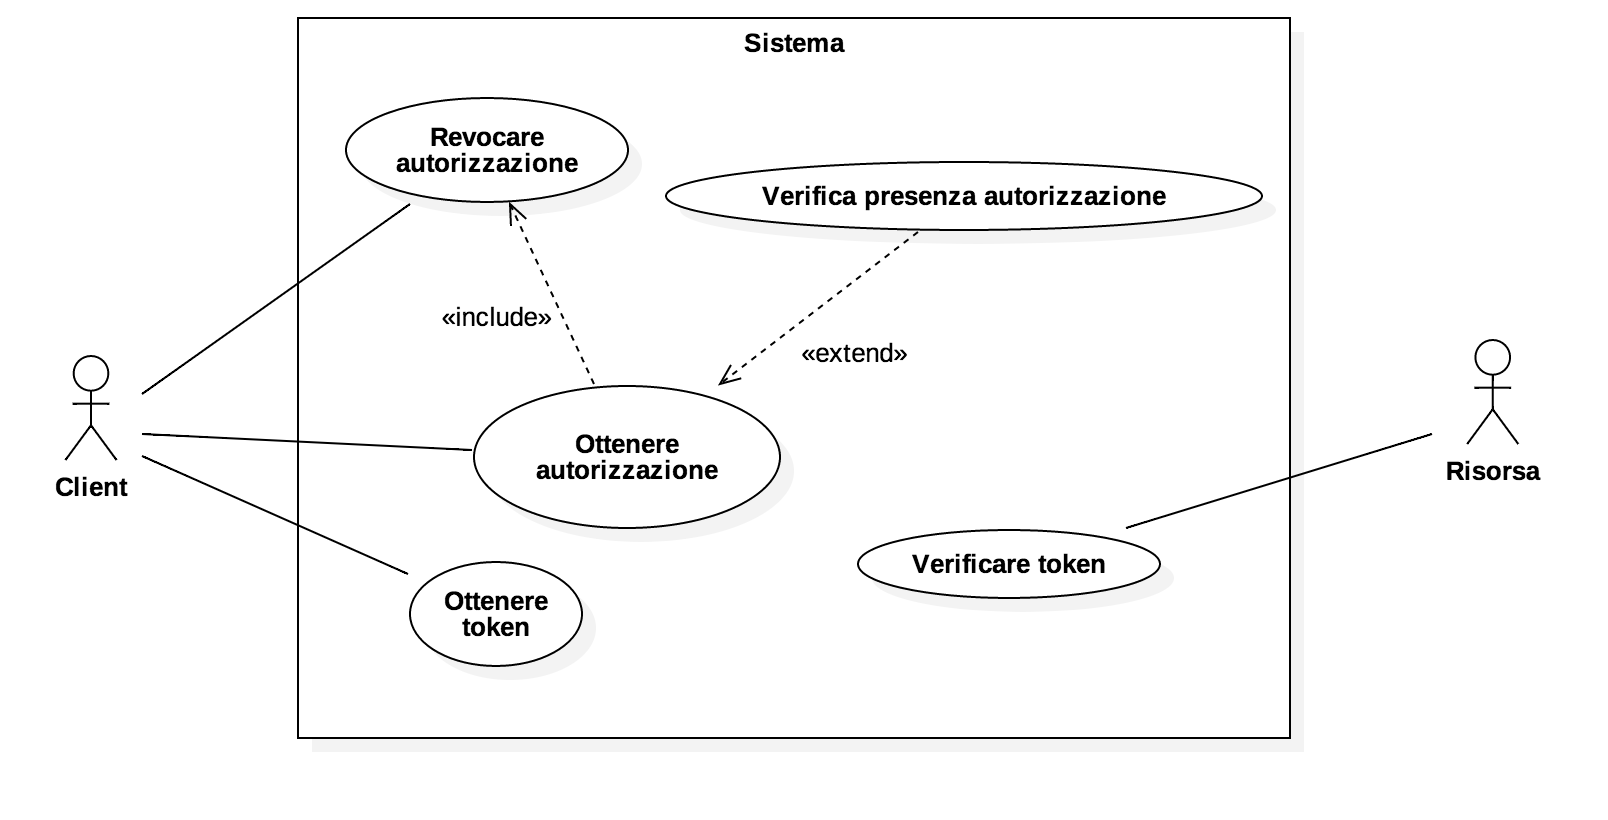 Sistema
Revocare
autorizzazione
Verifica presenza autorizzazione
«include»
«extend»
Client
Ottenere
autorizzazione
Risorsa
Verificare token
Ottenere
token